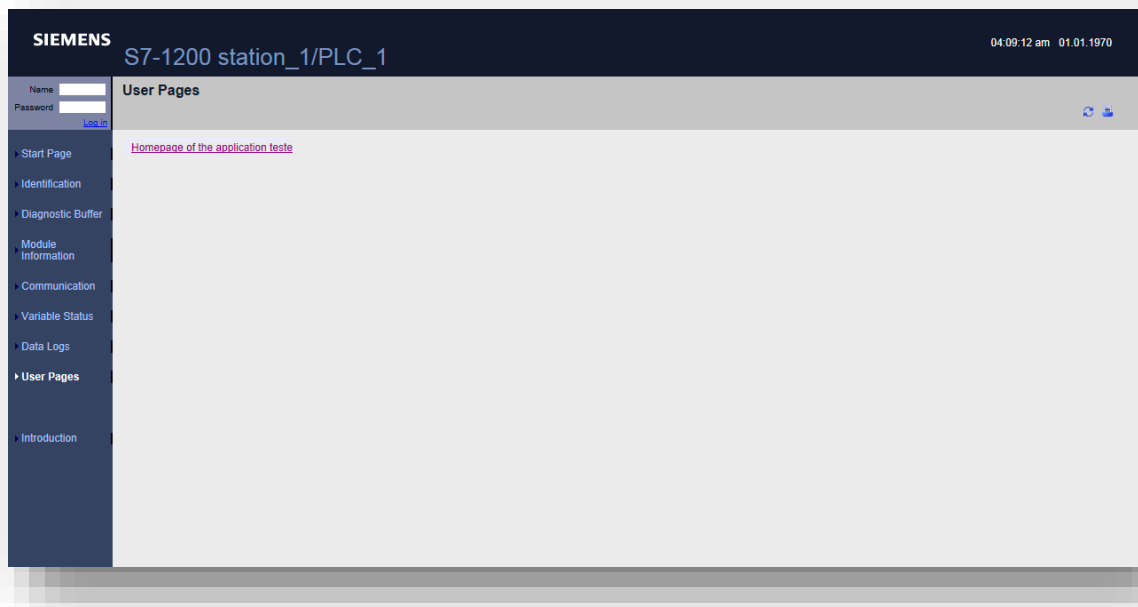 SIEMENS
S7-1200 station_1/PLC_1
04:09:12 am 01.01.1970
Name
Password
Log in
User Pages
Start Page
Identification
Diagnostic Buffer
Module
Information
Communication
Variable Status
Data Logs
User Pages
Introduction
Homepage of the application teste